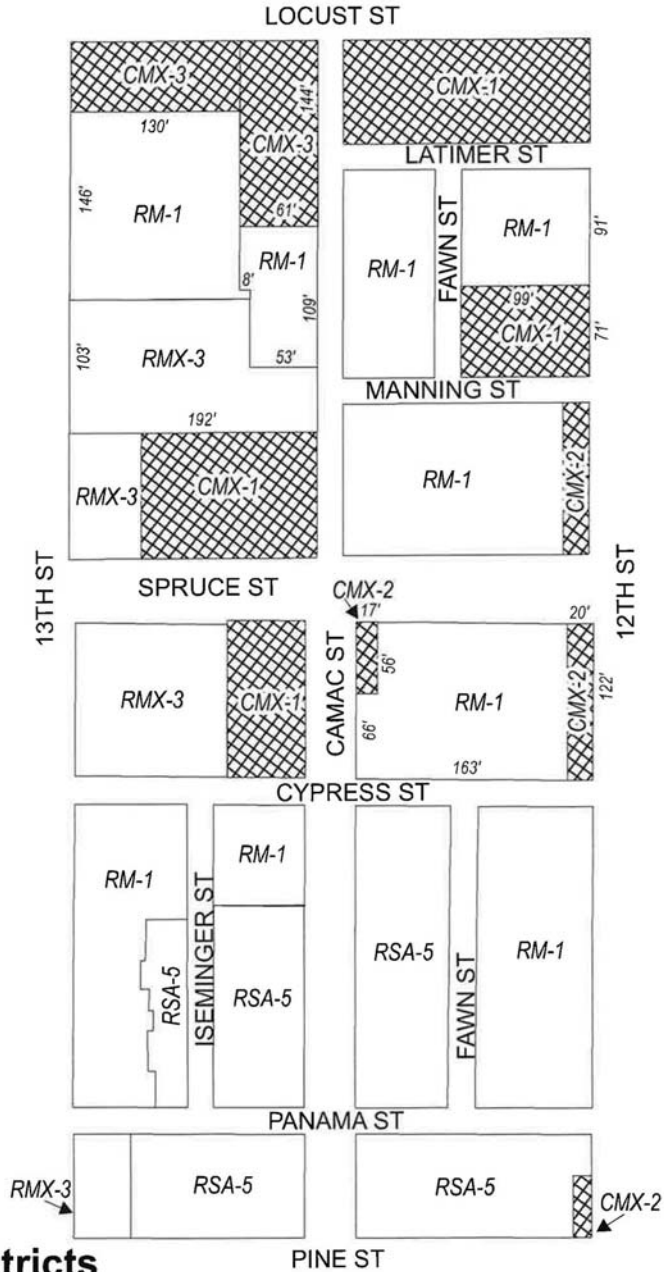 LOCUST ST
CMX-3
130'
146'
RM-1
144'
CMX-3
61'
RM-1
8'
109'
53'
103'
RMX-3
192'
RMX-3
CMX-1
CMX-1
LATIMER ST
RM-1
FAWN ST
RM-1
91'
99'
CMX-1
71'
MANNING ST
RM-1
CMX-2
13TH ST
SPRUCE ST
12TH ST
CMX-2
17'
20'
RMX-3
CMX-1
CAMAC ST
56'
66'
RM-1
163'
CMX-2
122'
CYPRESS ST
RM-1
RSA-5
ISEMINGER ST
RM-1
RSA-5
RSA-5
FAWN ST
RM-1
PANAMA ST
RMX-3
RSA-5
RSA-5
CMX-2
tricts
PINE ST